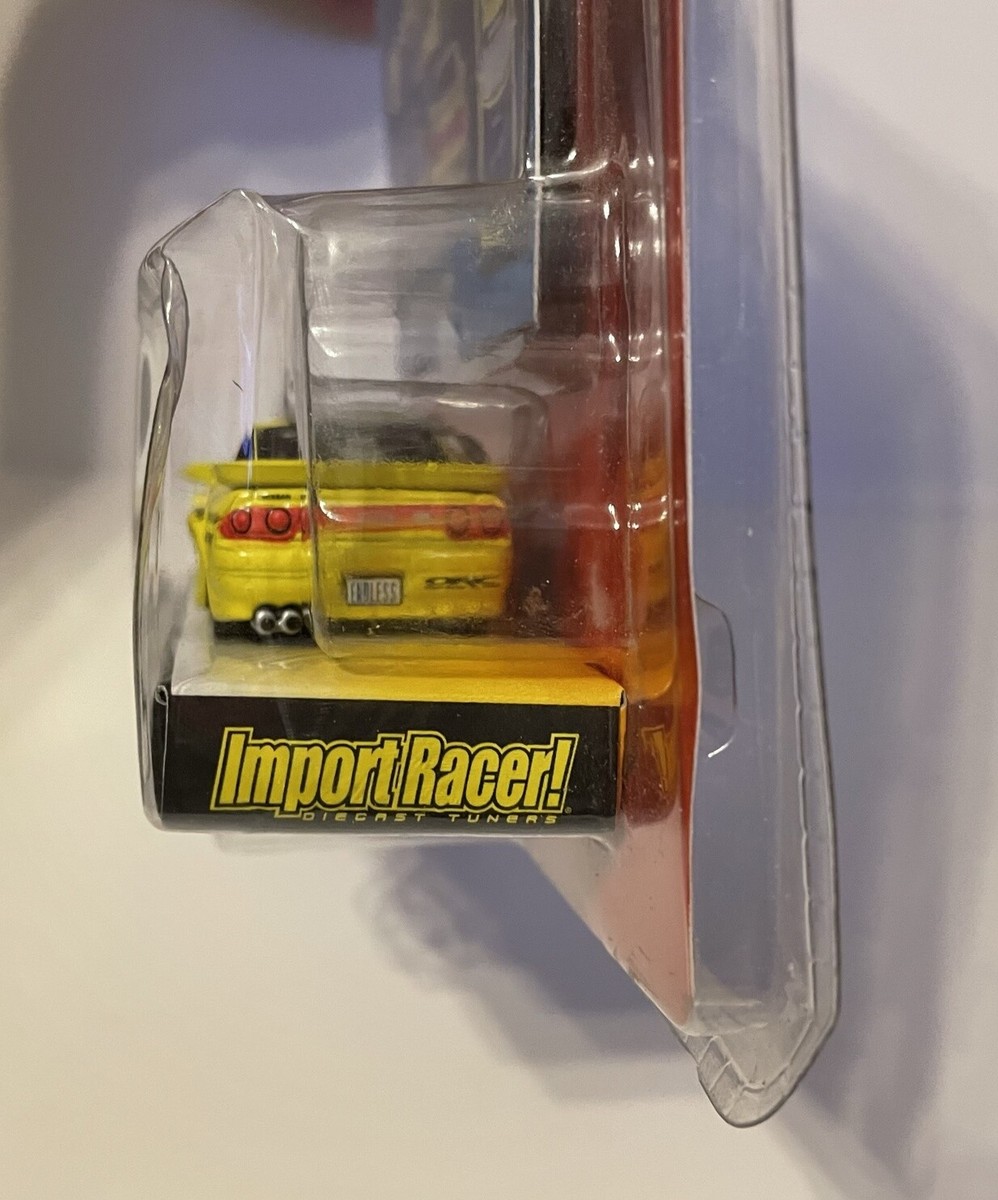 ENDLESS
Import Racer!
DIECAST TUNERS